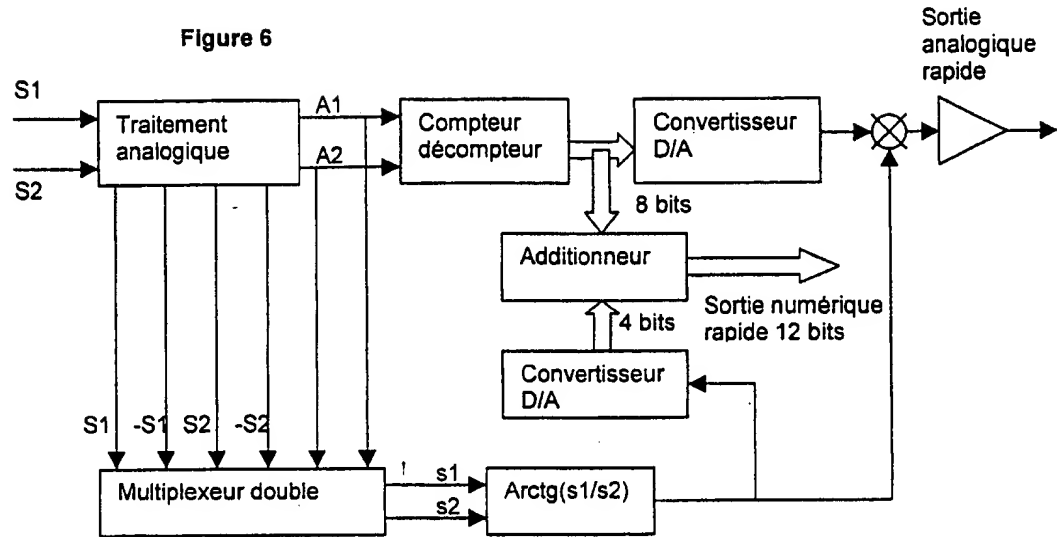 Figure 6
Sortie
analogique
rapide
S1
S2
Traitement
analogique
A1
A2
Compteur
décompteur
Convertisseur
D/A
8 bits
Additionneur
Sortie numérique
rapide 12 bits
4 bits
Convertisseur
D/A
S1 -S1 S2 -S2
Multiplexeur double
s1
s2
Arctg(s1/s2)